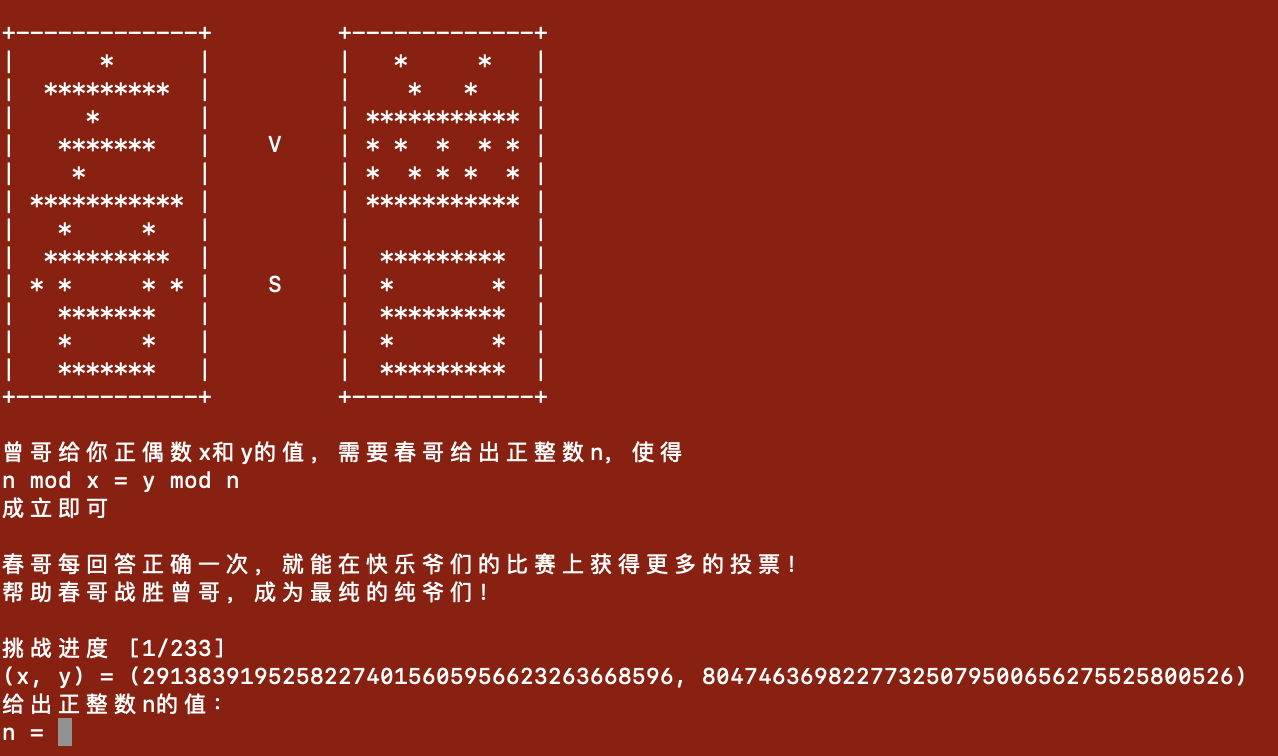 +-------------+         +-------------+
|      *      |         |   *     *   |
|  *********  |         |    *   *    |
|     *       |         | *********** |
|   *******   |    V    | * *  *  * * |
|    *        |         | *  * * *  * |
| *********** |         | *********** |
|   *     *   |         |             |
|  *********  |         |  *********  |
| * *     * * |    S    |  *       *  |
|   *******   |         |  *********  |
|   *     *   |         |  *       *  |
|   *******   |         |  *********  |
+-------------+         +-------------+
曾哥给你正偶数x和y的值，需要春哥给出正整数n，使得
n mod x = y mod n
成立即可
春哥每回答正确一次，就能在快乐爷们的比赛上获得更多的投票！
帮助春哥战胜曾哥，成为最纯的纯爷们！
挑战进度 [1/233]
(x, y) = (29138391952582274015605956623263668596, 80474636982277325079500656275525800526)
给出正整数n的值：
n =